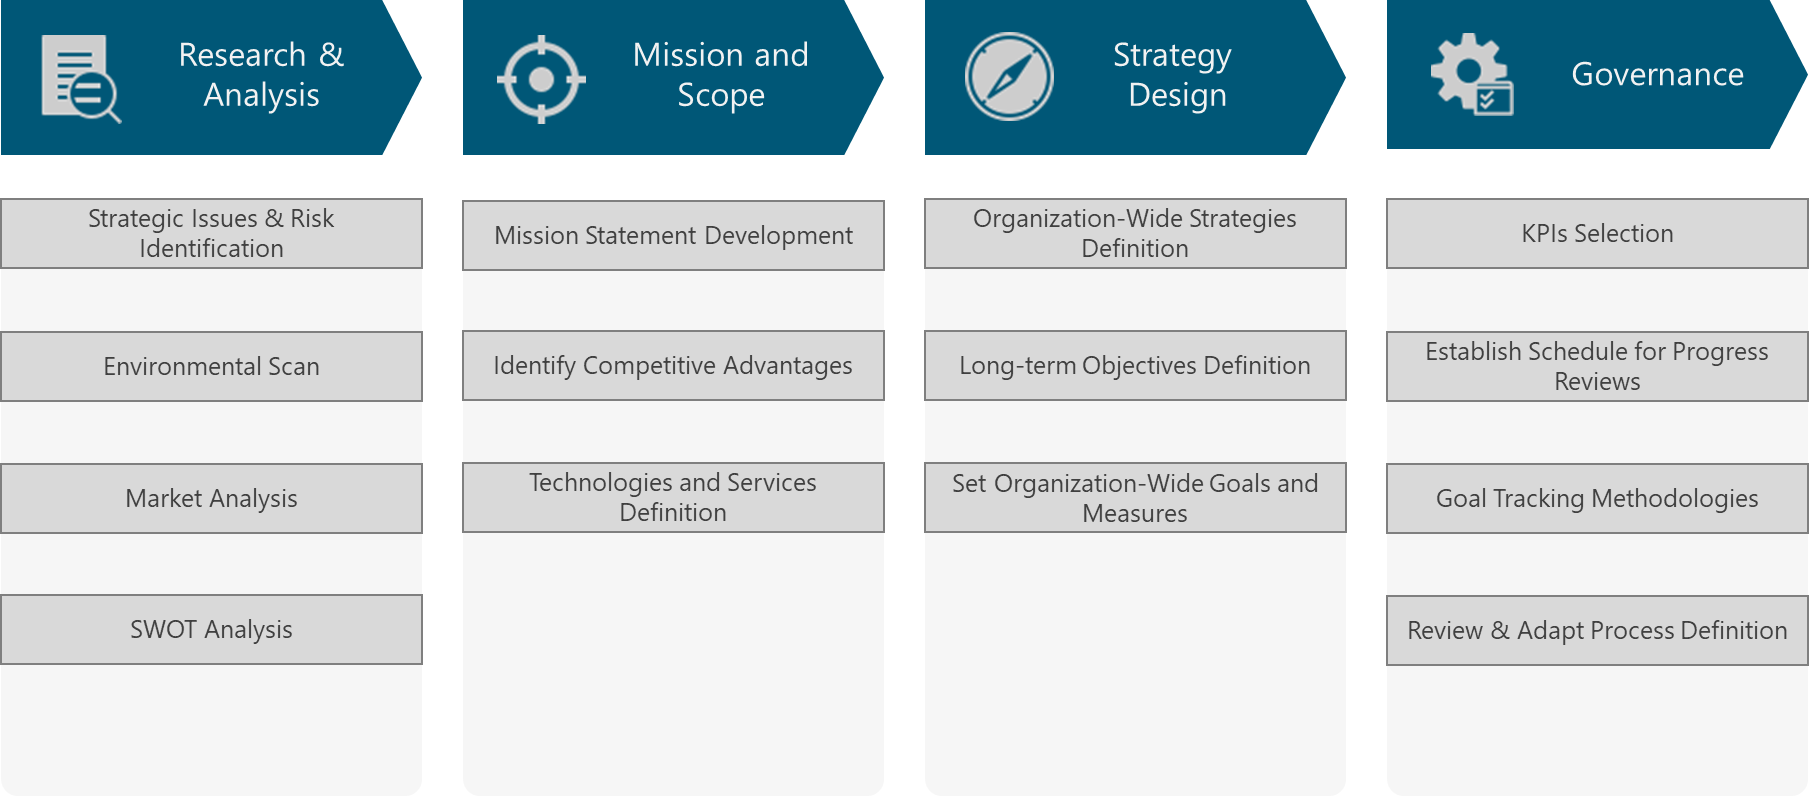 Research &
Analysis
Mission and
Scope
Strategy
Design
Governance
Strategic Issues & Risk
Identification
Environmental Scan
Market Analysis
SWOT Analysis
Mission Statement Development
Identify Competitive Advantages
Technologies and Services
Definition
Organization-Wide Strategies
Definition
Long-term Objectives Definition
Set Organization-Wide Goals and
Measures
KPIs Selection
Establish Schedule for Progress
Reviews
Goal Tracking Methodologies
Review & Adapt Process Definition